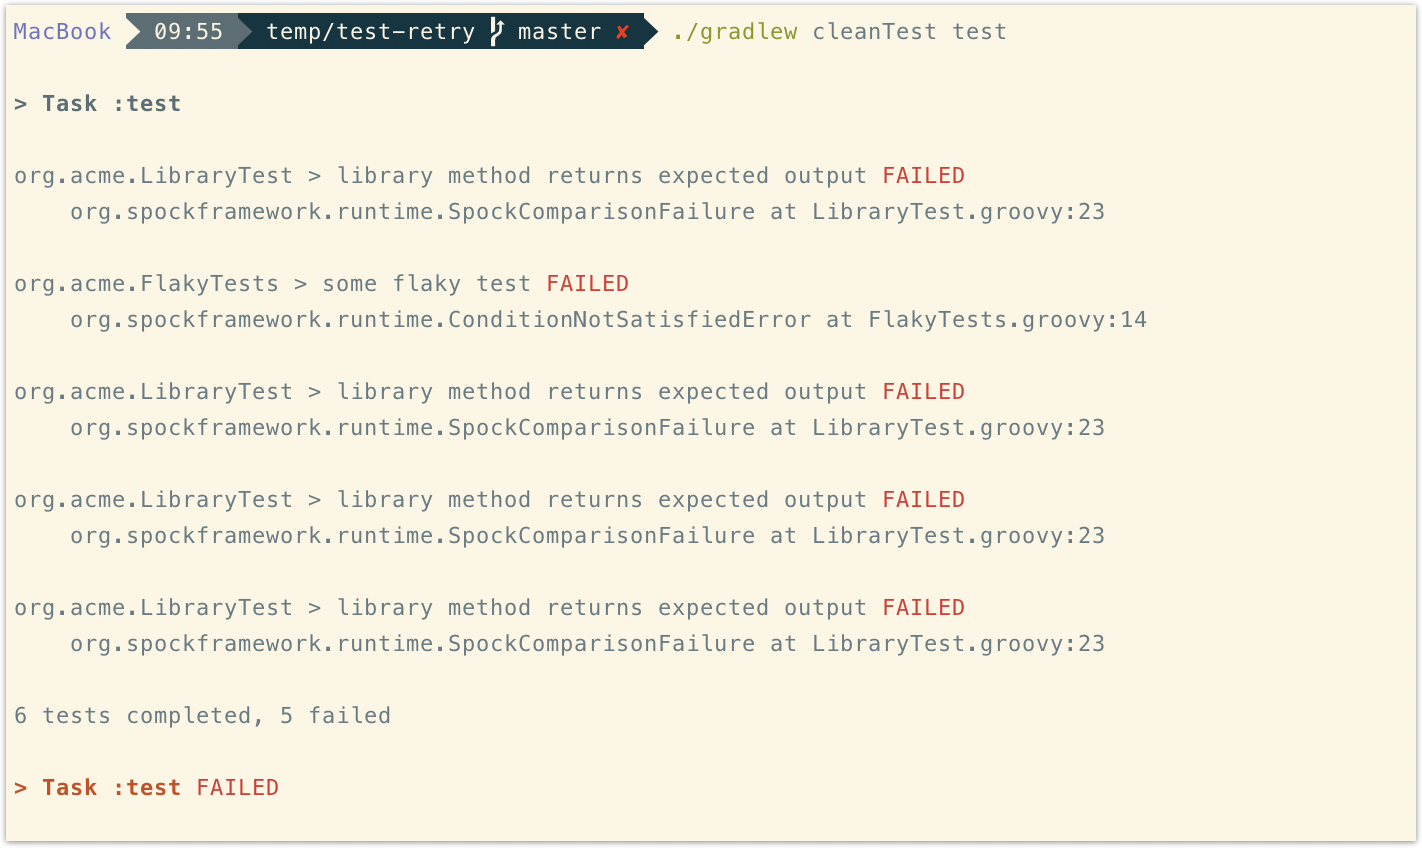 MacBook 09:55 temp/test-retry master ✘ ./gradlew cleanTest test
> Task :test
org.acme.LibraryTest > library method returns expected output FAILED
org.spockframework.runtime.SpockComparisonFailure at LibraryTest.groovy:23
org.acme.FlakyTests > some flaky test FAILED
org.spockframework.runtime.ConditionNotSatisfiedError at FlakyTests.groovy:14
org.acme.LibraryTest > library method returns expected output FAILED
org.spockframework.runtime.SpockComparisonFailure at LibraryTest.groovy:23
org.acme.LibraryTest > library method returns expected output FAILED
org.spockframework.runtime.SpockComparisonFailure at LibraryTest.groovy:23
org.acme.LibraryTest > library method returns expected output FAILED
org.spockframework.runtime.SpockComparisonFailure at LibraryTest.groovy:23
6 tests completed, 5 failed
> Task :test FAILED